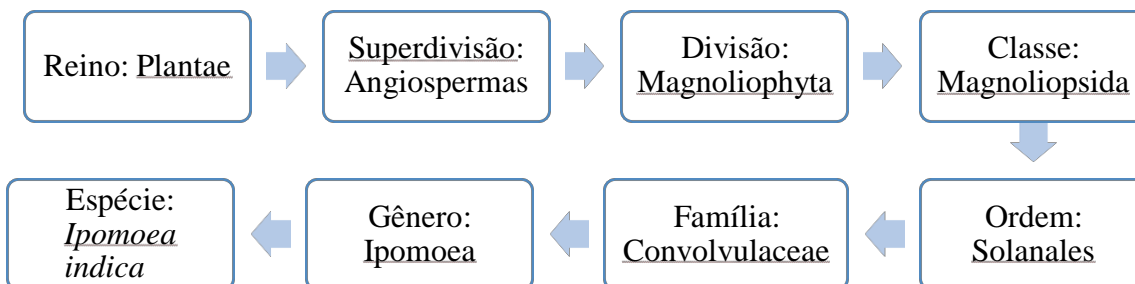 Reino: Plantae
Superdivisão:
Angiospermas
Divisão:
Magnoliophyta
Classe:
Magnoliopsida
Ordem:
Solanales
Família:
Convolvulaceae
Gênero:
Ipomoea
Espécie:
Ipomoea
indica